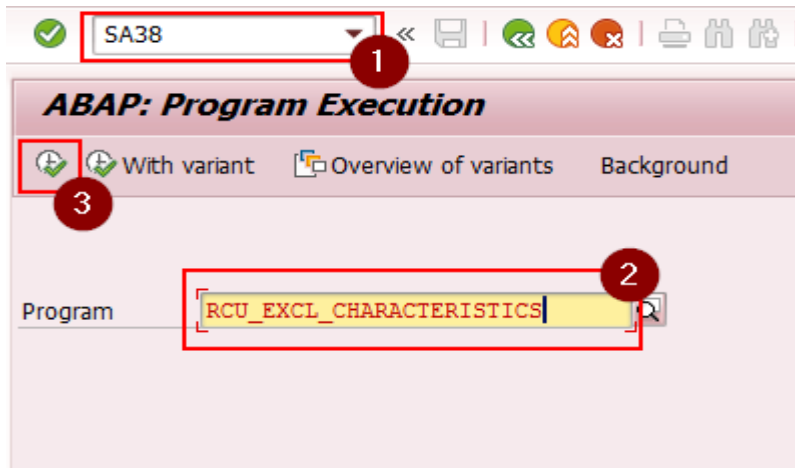 SA38
1
ABAP: Program Execution
With variant Overview of variants Background
3
2
Program RCU_EXCL_CHARACTERISTICS